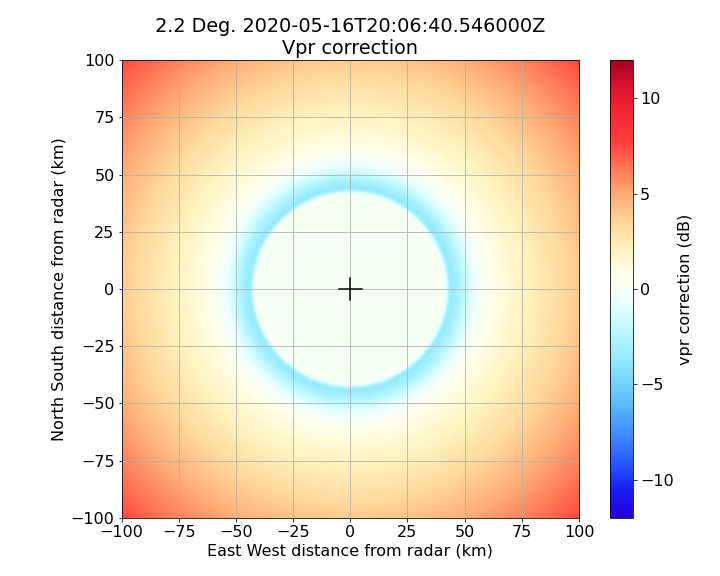 2.2 Deg. 2020-05-16T20:06:40.546000Z
Vpr correction
100
75
50
25
0
−25
−50
−75
−100
North South distance from radar (km)
−100 −75 −50 −25 0 25 50 75 100
East West distance from radar (km)
10
5
0
−5
−10
vpr correction (dB)